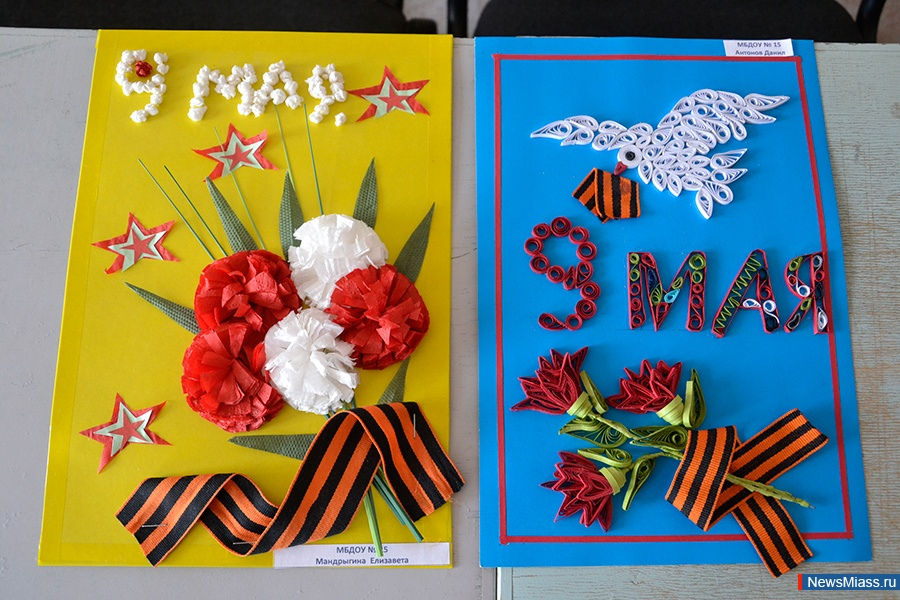 9 МАЯ
МБДОУ № 15
Мандрыгина Елизавета
МБДОУ № 15
Антонов Данил
9 МАЯ
NewsMiass.ru